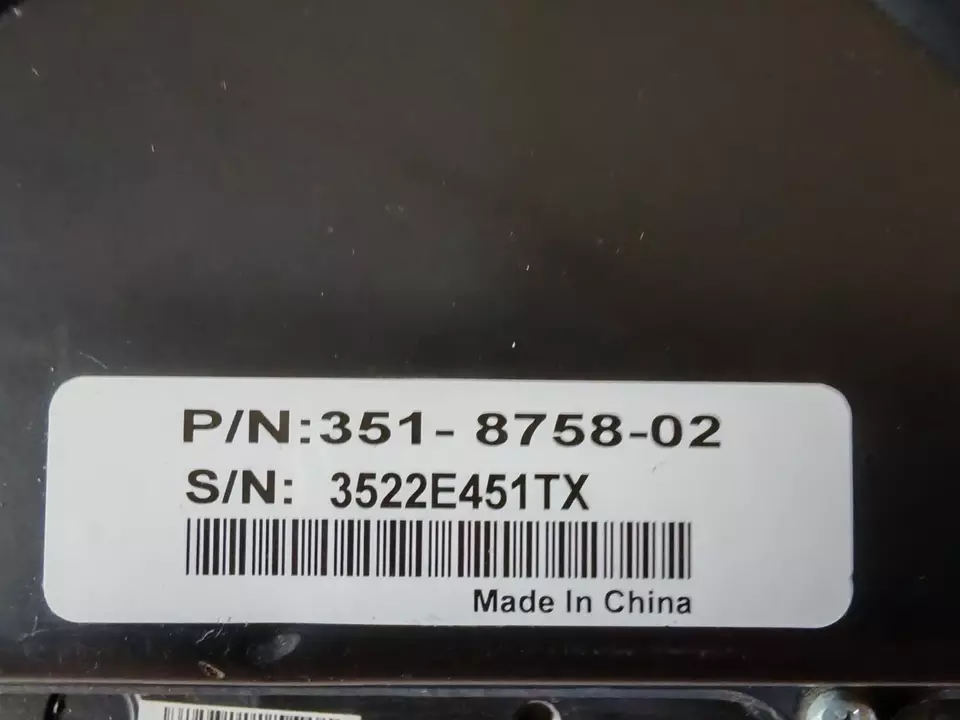 P/N:351- 8758-02
S/N: 3522E451TX
Made In China